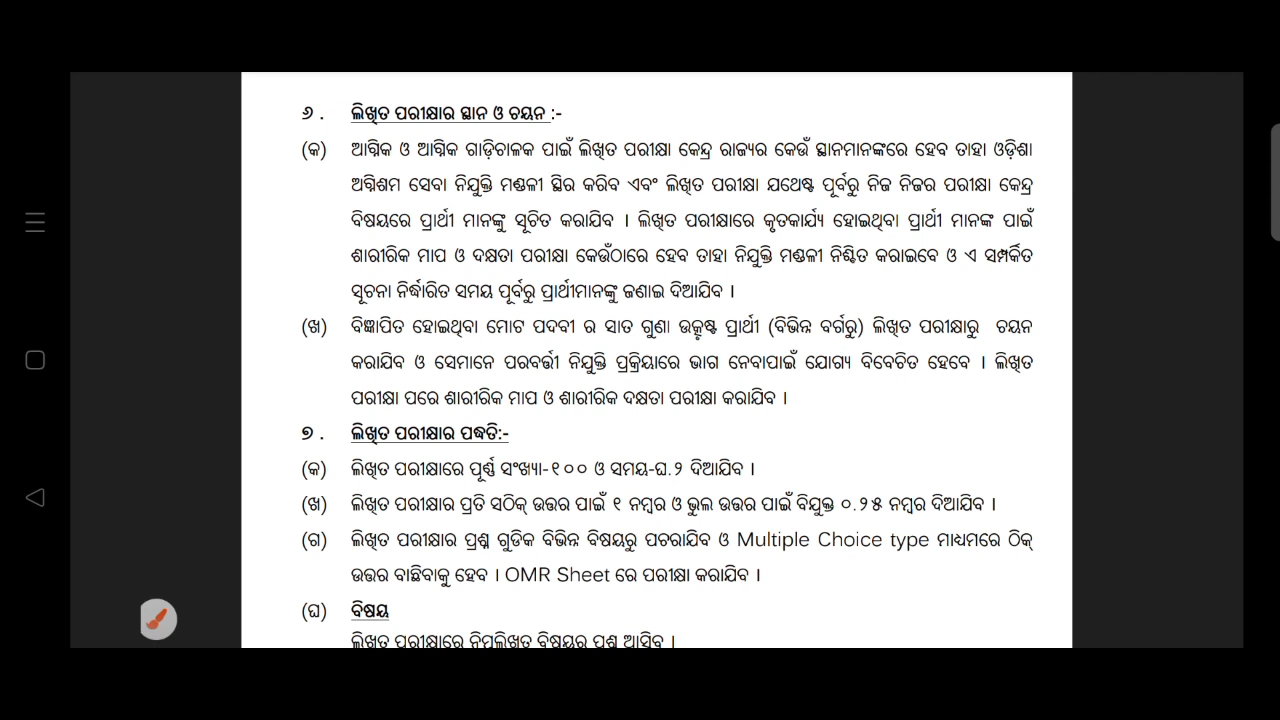 ୬ . ଲିଖିତ ପରୀକ୍ଷାର ସ୍ଥାନ ଓ ଚୟନ :-
(କ) ଆଗ୍ନିକ ଓ ଆଗ୍ନିକ ଗାଡ଼ିଚାଳକ ପାଇଁ ଲିଖିତ ପରୀକ୍ଷା କେନ୍ଦ୍ର ରାଜ୍ୟର କେଉଁ ସ୍ଥାନମାନଙ୍କରେ ହେବ ତାହା ଓଡ଼ିଶା
ଅଗ୍ନିଶମ ସେବା ନିଯୁକ୍ତି ମଣ୍ଡଳୀ ସ୍ଥିର କରିବ ଏବଂ ଲିଖିତ ପରୀକ୍ଷା ଯଥେଷ୍ଟ ପୂର୍ବରୁ ନିଜ ନିଜର ପରୀକ୍ଷା କେନ୍ଦ୍ର
ବିଷୟରେ ପ୍ରାର୍ଥୀ ମାନଙ୍କୁ ସୂଚିତ କରାଯିବ । ଲିଖିତ ପରୀକ୍ଷାରେ କୃତକାର୍ଯ୍ୟ ହୋଇଥିବା ପ୍ରାର୍ଥୀ ମାନଙ୍କ ପାଇଁ
ଶାରୀରିକ ମାପ ଓ ଦକ୍ଷତା ପରୀକ୍ଷା କେଉଁଠାରେ ହେବ ତାହା ନିଯୁକ୍ତି ମଣ୍ଡଳୀ ନିଶ୍ଚିତ କରାଇବେ ଓ ଏ ସମ୍ପର୍କିତ
ସୂଚନା ନିର୍ଦ୍ଧାରିତ ସମୟ ପୂର୍ବରୁ ପ୍ରାର୍ଥୀମାନଙ୍କୁ ଜଣାଇ ଦିଆଯିବ ।
(ଖ) ବିଜ୍ଞାପିତ ହୋଇଥିବା ମୋଟ ପଦବୀ ର ସାତ ଗୁଣା ଉତ୍କୃଷ୍ଟ ପ୍ରାର୍ଥୀ (ବିଭିନ୍ନ ବର୍ଗରୁ) ଲିଖିତ ପରୀକ୍ଷାରୁ ଚୟନ
କରାଯିବ ଓ ସେମାନେ ପରବର୍ତ୍ତୀ ନିଯୁକ୍ତି ପ୍ରକ୍ରିୟାରେ ଭାଗ ନେବାପାଇଁ ଯୋଗ୍ୟ ବିବେଚିତ ହେବେ । ଲିଖିତ
ପରୀକ୍ଷା ପରେ ଶାରୀରିକ ମାପ ଓ ଶାରୀରିକ ଦକ୍ଷତା ପରୀକ୍ଷା କରାଯିବ ।
୭ . ଲିଖିତ ପରୀକ୍ଷାର ପଦ୍ଧତି:-
(କ) ଲିଖିତ ପରୀକ୍ଷାରେ ପୂର୍ଣ୍ଣ ସଂଖ୍ୟା-୧୦୦ ଓ ସମୟ-ଘ.୨ ଦିଆଯିବ ।
(ଖ) ଲିଖିତ ପରୀକ୍ଷାର ପ୍ରତି ସଠିକ୍ ଉତ୍ତର ପାଇଁ ୧ ନମ୍ବର ଓ ଭୁଲ ଉତ୍ତର ପାଇଁ ବିଯୁକ୍ତ ୦.୨୫ ନମ୍ବର ଦିଆଯିବ ।
(ଗ) ଲିଖିତ ପରୀକ୍ଷାର ପ୍ରଶ୍ନ ଗୁଡିକ ବିଭିନ୍ନ ବିଷୟରୁ ପଚରାଯିବ ଓ Multiple Choice type ମାଧ୍ୟମରେ ଠିକ୍
ଉତ୍ତର ବାଛିବାକୁ ହେବ । OMR Sheet ରେ ପରୀକ୍ଷା କରାଯିବ ।
(ଘ) ବିଷୟ
ଲିଖିତ ପରୀକ୍ଷାରେ ନିମ୍ନଲିଖିତ ବିଷୟର ପ୍ରଶ୍ନ ଆସିବ ।